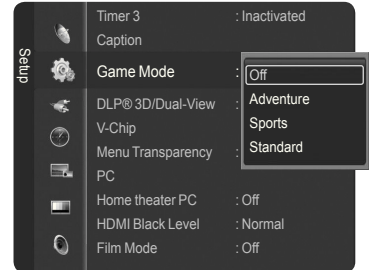 Setup
Timer 3 : Inactivated
Caption
Game Mode : Off
Adventure
DLP® 3D/Dual-View :
Sports
V-Chip
Standard
Menu Transparency :
PC
Home theater PC : Off
HDMI Black Level : Normal
Film Mode : Off